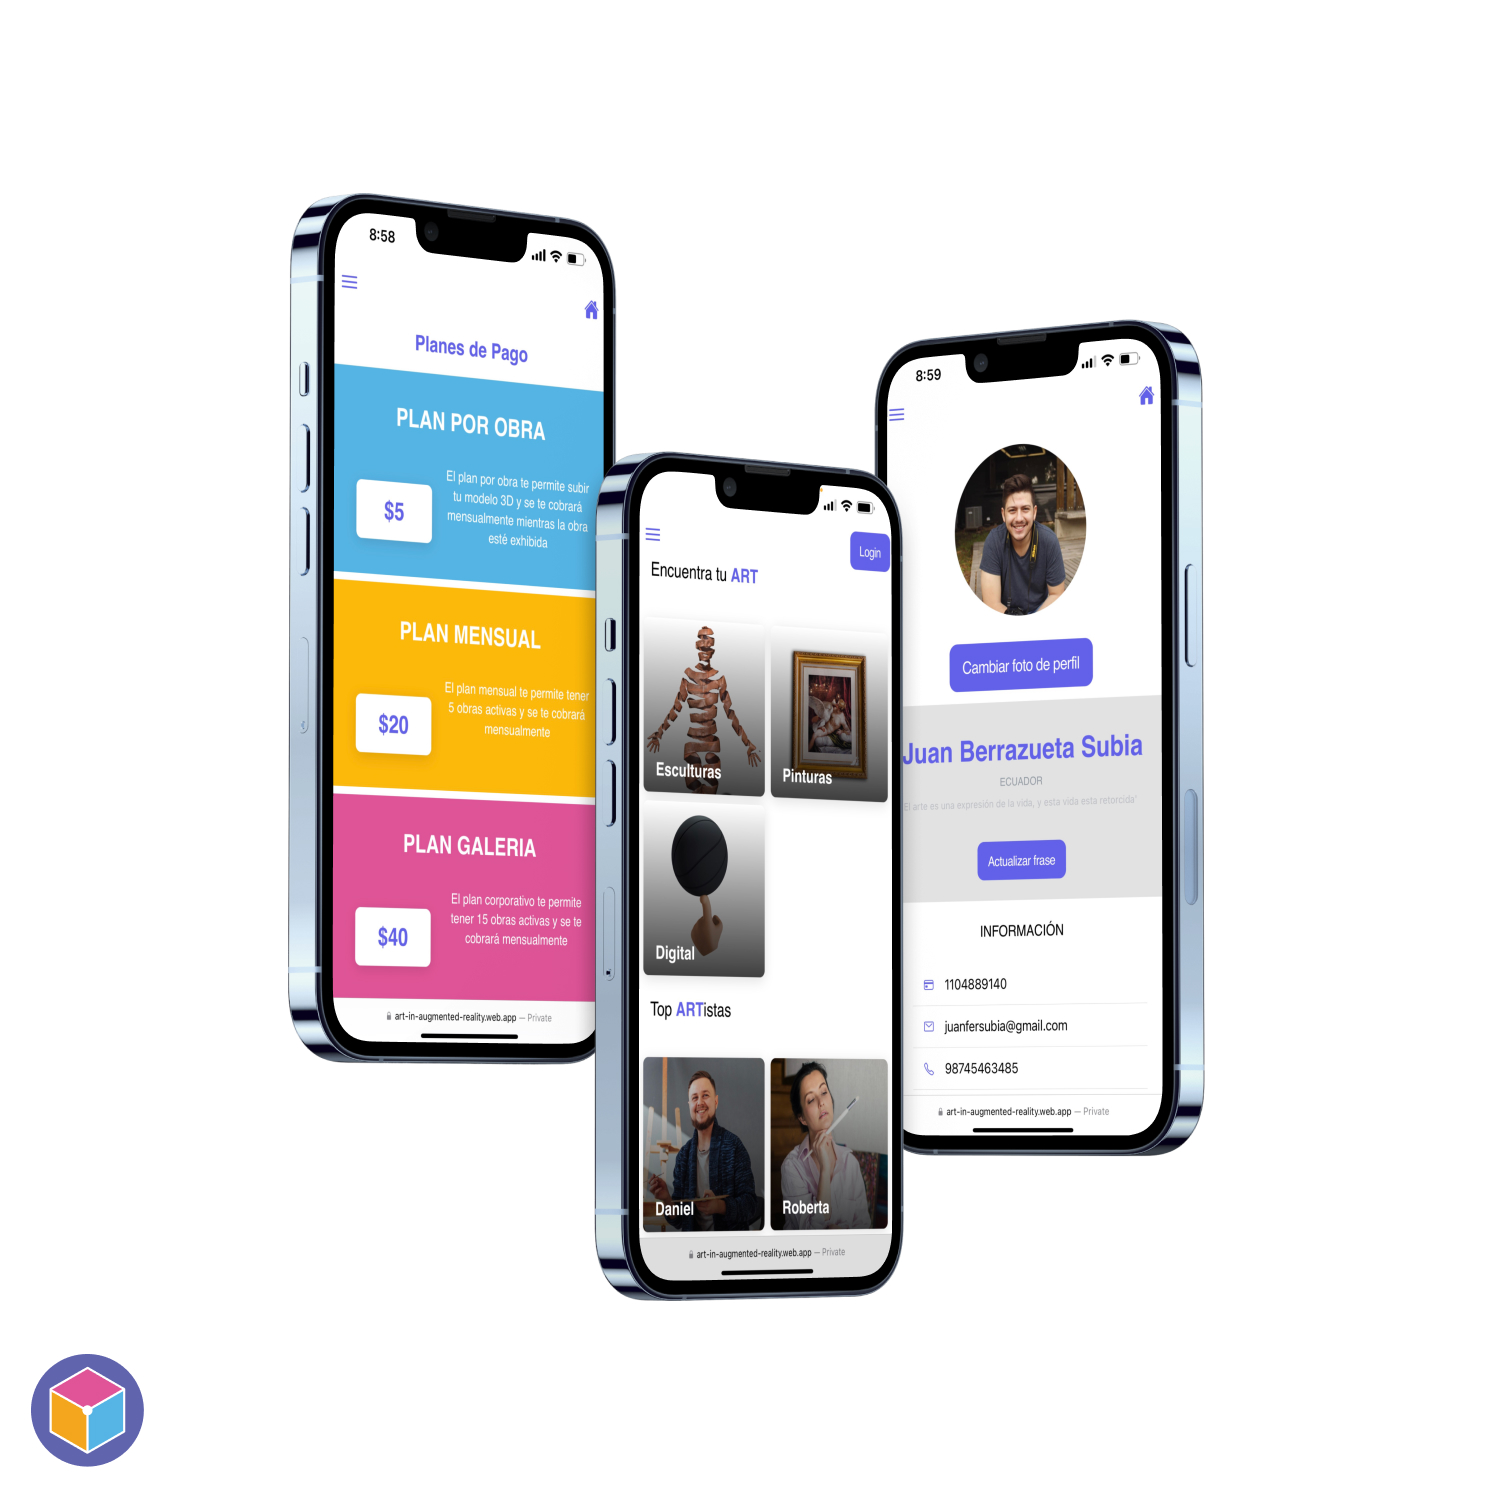 8:58
Planes de Pago
PLAN POR OBRA
$5
El plan por obra te permite subir
tu modelo 3D y se te cobrará
mensualmente mientras la obra
esté exhibida
PLAN MENSUAL
$20
El plan mensual te permite tener
5 obras activas y se te cobrará
mensualmente
PLAN GALERIA
$40
El plan corporativo te permite
tener 15 obras activas y se te
cobrará mensualmente
art-in-augmented-reality.web.app — Private
Login
Encuentra tu ART
Esculturas
Pinturas
Digital
Top ARTistas
Daniel
Roberta
art-in-augmented-reality.web.app — Private
8:59
Cambiar foto de perfil
Juan Berrazueta Subia
ECUADOR
El arte es una expresión de la vida, y esta vida esta retorcida"
Actualizar frase
INFORMACIÓN
1104889140
juanfersubia@gmail.com
98745463485
art-in-augmented-reality.web.app — Private